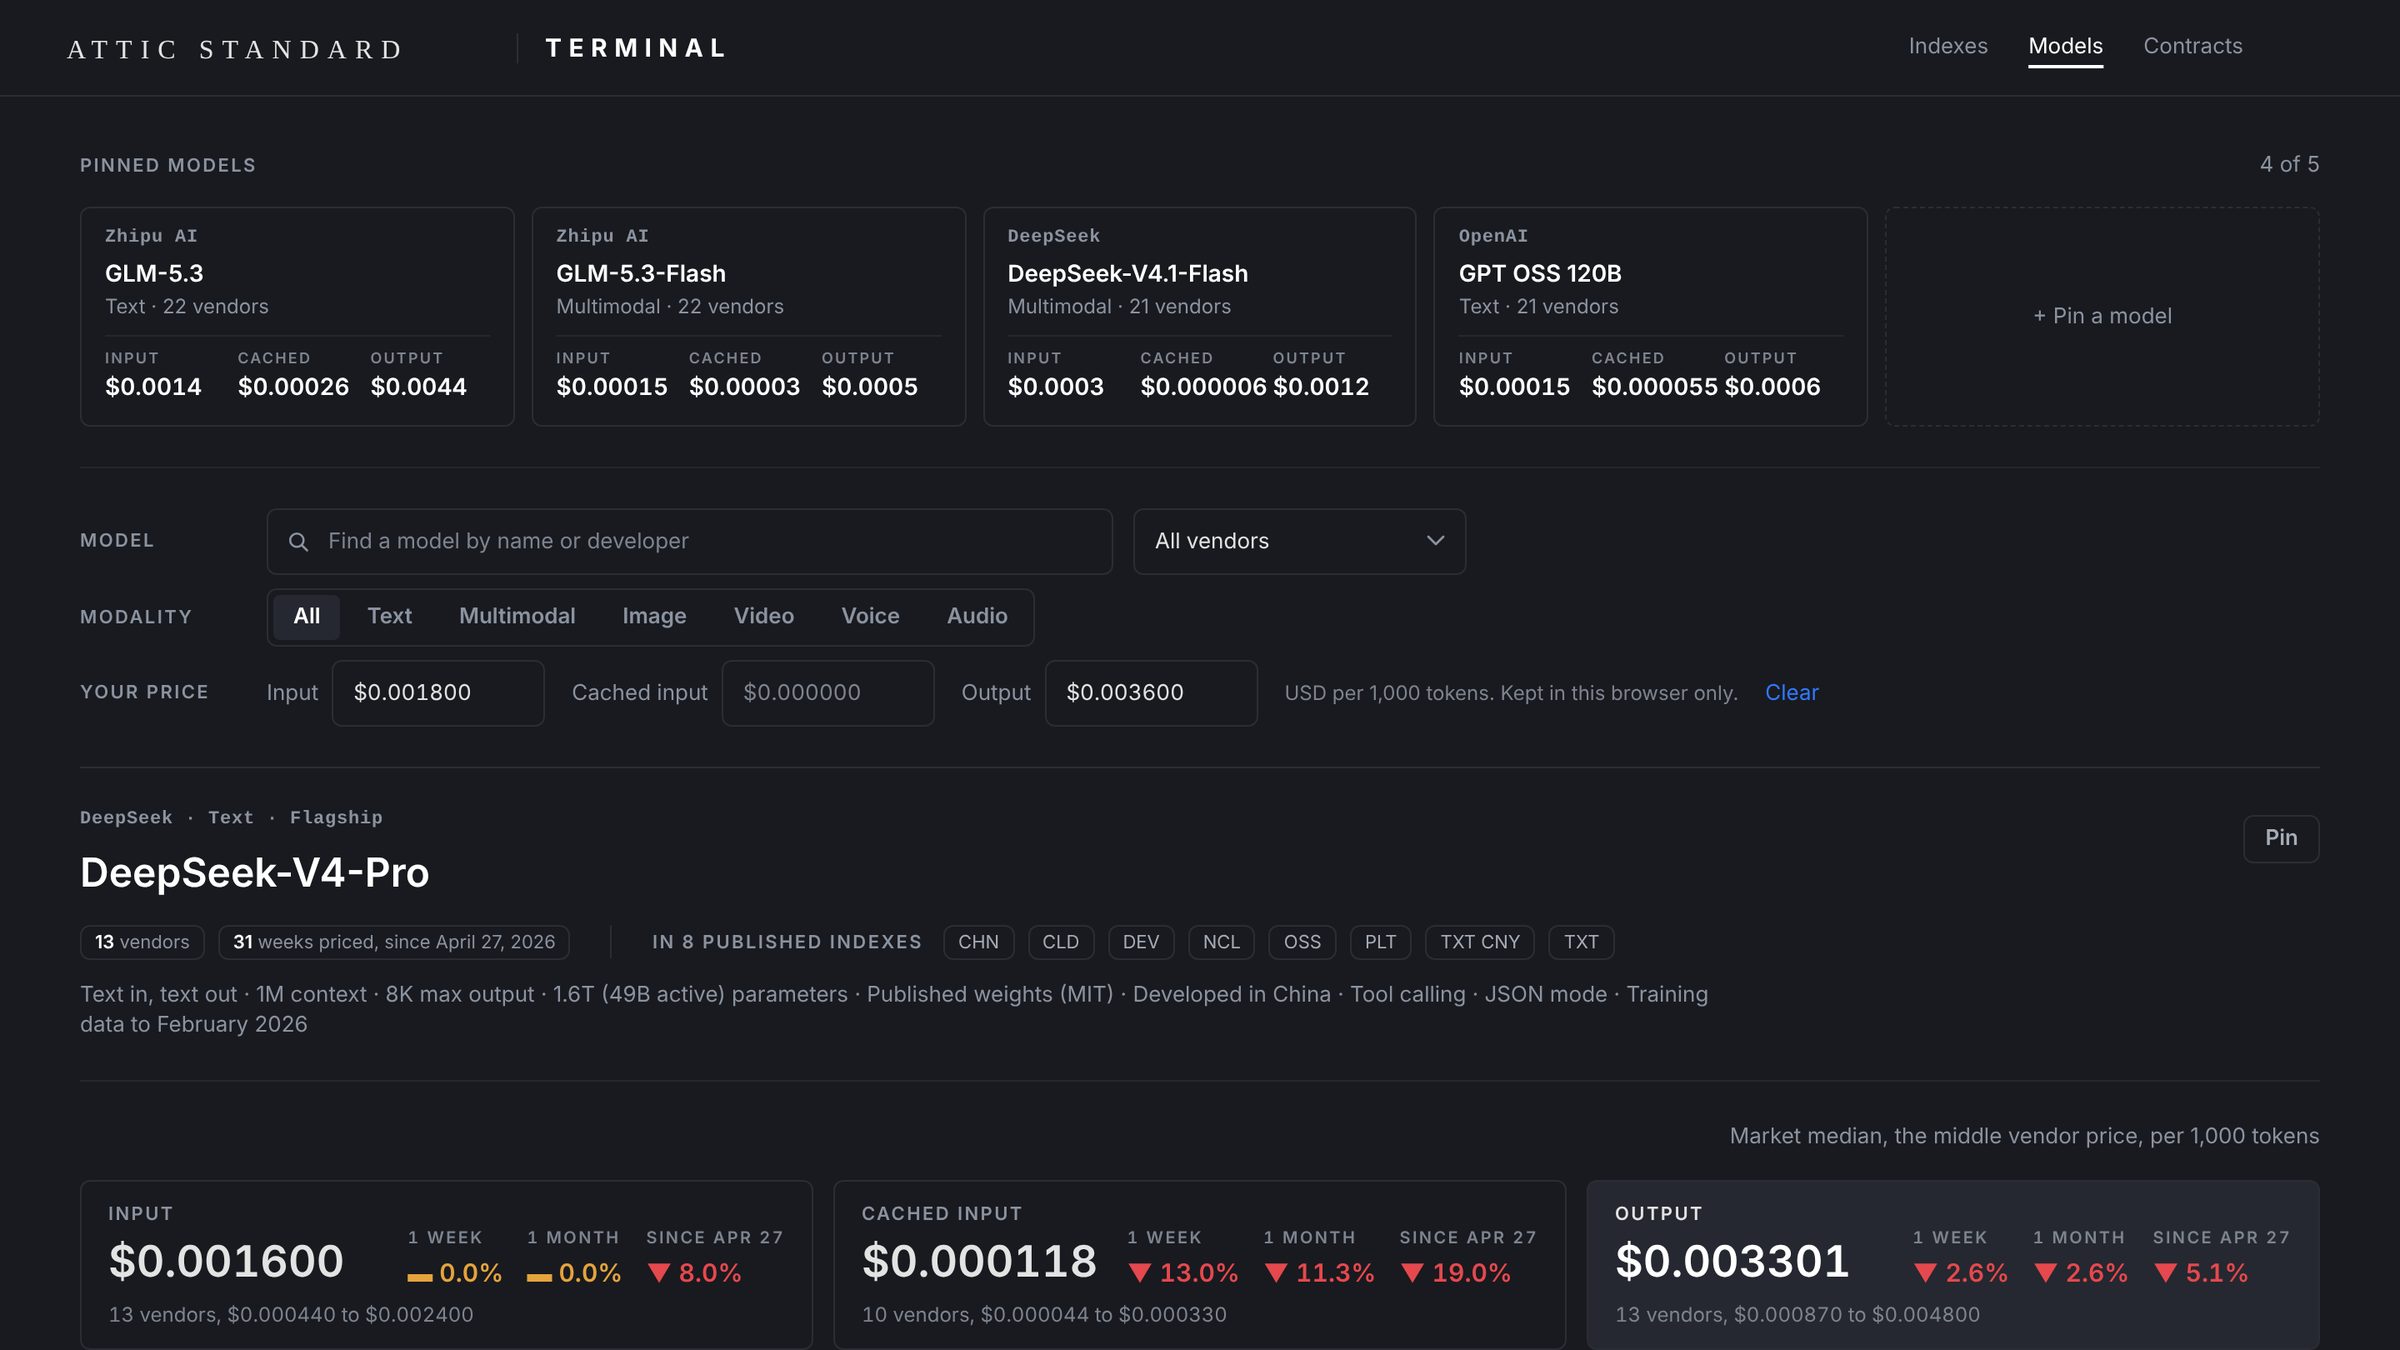 ATTIC STANDARD TERMINAL Indexes Models Contracts
PINNED MODELS 4 of 5
Zhipu AI
GLM-5.3
Text · 22 vendors
INPUT CACHED OUTPUT
$0.0014 $0.00026 $0.0044
Zhipu AI
GLM-5.3-Flash
Multimodal · 22 vendors
INPUT CACHED OUTPUT
$0.00015 $0.00003 $0.0005
DeepSeek
DeepSeek-V4.1-Flash
Multimodal · 21 vendors
INPUT CACHED OUTPUT
$0.0003 $0.000006 $0.0012
OpenAI
GPT OSS 120B
Text · 21 vendors
INPUT CACHED OUTPUT
$0.00015 $0.000055 $0.0006
+ Pin a model
MODEL Find a model by name or developer All vendors
MODALITY All Text Multimodal Image Video Voice Audio
YOUR PRICE Input $0.001800 Cached input $0.000000 Output $0.003600 USD per 1,000 tokens. Kept in this browser only. Clear
DeepSeek · Text · Flagship
DeepSeek-V4-Pro Pin
13 vendors 31 weeks priced, since April 27, 2026 IN 8 PUBLISHED INDEXES CHN CLD DEV NCL OSS PLT TXT CNY TXT
Text in, text out · 1M context · 8K max output · 1.6T (49B active) parameters · Published weights (MIT) · Developed in China · Tool calling · JSON mode · Training
data to February 2026
Market median, the middle vendor price, per 1,000 tokens
INPUT
1 WEEK 1 MONTH SINCE APR 27
$0.001600 ▬ 0.0% ▬ 0.0% ▼ 8.0%
13 vendors, $0.000440 to $0.002400
CACHED INPUT
1 WEEK 1 MONTH SINCE APR 27
$0.000118 ▼ 13.0% ▼ 11.3% ▼ 19.0%
10 vendors, $0.000044 to $0.000330
OUTPUT
1 WEEK 1 MONTH SINCE APR 27
$0.003301 ▼ 2.6% ▼ 2.6% ▼ 5.1%
13 vendors, $0.000870 to $0.004800